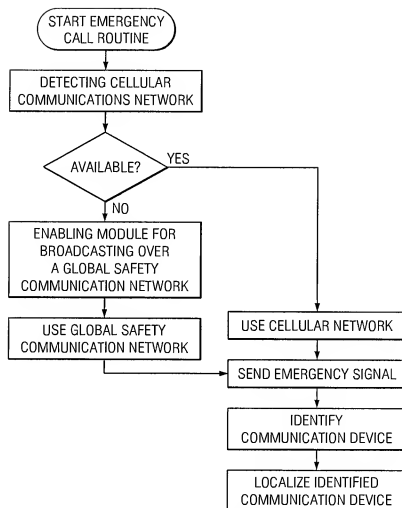 START EMERGENCY
CALL ROUTINE
DETECTING CELLULAR
COMMUNICATIONS NETWORK
AVAILABLE?
YES
NO
ENABLING MODULE FOR
BROADCASTING OVER
A GLOBAL SAFETY
COMMUNICATION NETWORK
USE GLOBAL SAFETY
COMMUNICATION NETWORK
USE CELLULAR NETWORK
SEND EMERGENCY SIGNAL
IDENTIFY
COMMUNICATION DEVICE
LOCALIZE IDENTIFIED
COMMUNICATION DEVICE